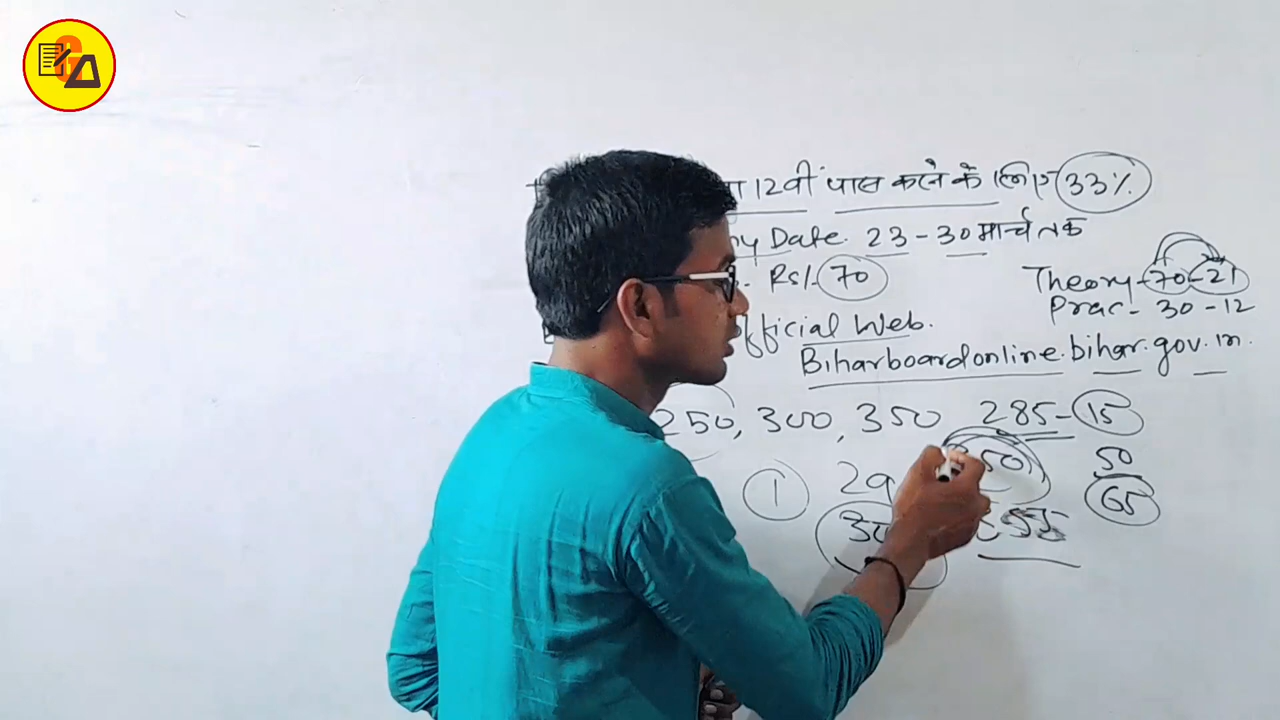 12वी पास करने के लिए 33%
Date. 23-30 मार्च तक
Rs/- 70
Theory-70-21
Prac- 30-12
official Web.
Biharboardonline.bihar.gov.in.
250, 300, 350 285-15
50
1
65